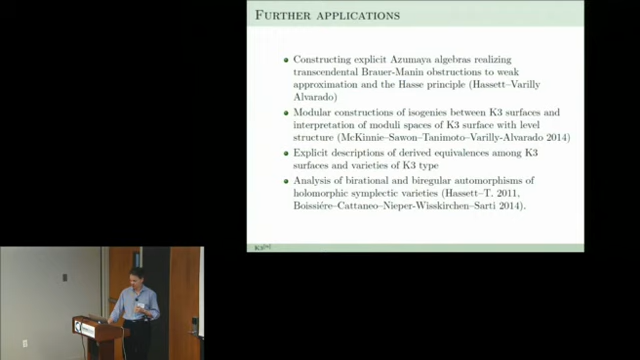 Further applications
Constructing explicit Azumaya algebras realizing
transcendental Brauer-Manin obstructions to weak
approximation and the Hasse principle (Hassett–Varilly
Alvarado)
Modular constructions of isogenies between K3 surfaces and
interpretation of moduli spaces of K3 surface with level
structure (McKinnie–Sawon–Tanimoto–Varilly-Alvarado 2014)
Explicit descriptions of derived equivalences among K3
surfaces and varieties of K3 type
Analysis of birational and biregular automorphisms of
holomorphic symplectic varieties (Hassett–T. 2011,
Boissiére–Cattaneo–Nieper-Wisskirchen–Sarti 2014).
K3[n]